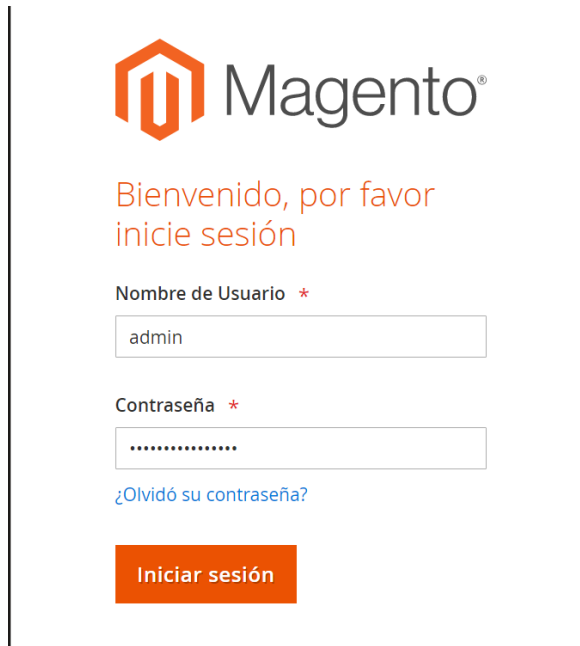 Magento®
Bienvenido, por favor
inicie sesión
Nombre de Usuario *
admin
Contraseña *
••••••••••••••••
¿Olvidó su contraseña?
Iniciar sesión